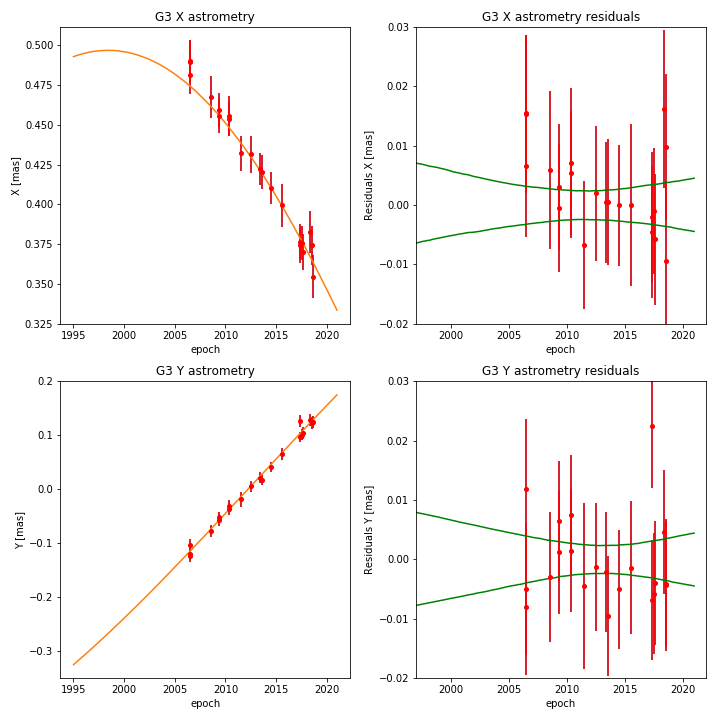 G3 X astrometry
X [mas]
0.500
0.475
0.450
0.425
0.400
0.375
0.350
0.325
1995 2000 2005 2010 2015 2020
epoch
G3 X astrometry residuals
Residuals X [mas]
0.03
0.02
0.01
0.00
−0.01
−0.02
2000 2005 2010 2015 2020
epoch
G3 Y astrometry
Y [mas]
0.2
0.1
0.0
−0.1
−0.2
−0.3
1995 2000 2005 2010 2015 2020
epoch
G3 Y astrometry residuals
Residuals Y [mas]
0.03
0.02
0.01
0.00
−0.01
−0.02
2000 2005 2010 2015 2020
epoch